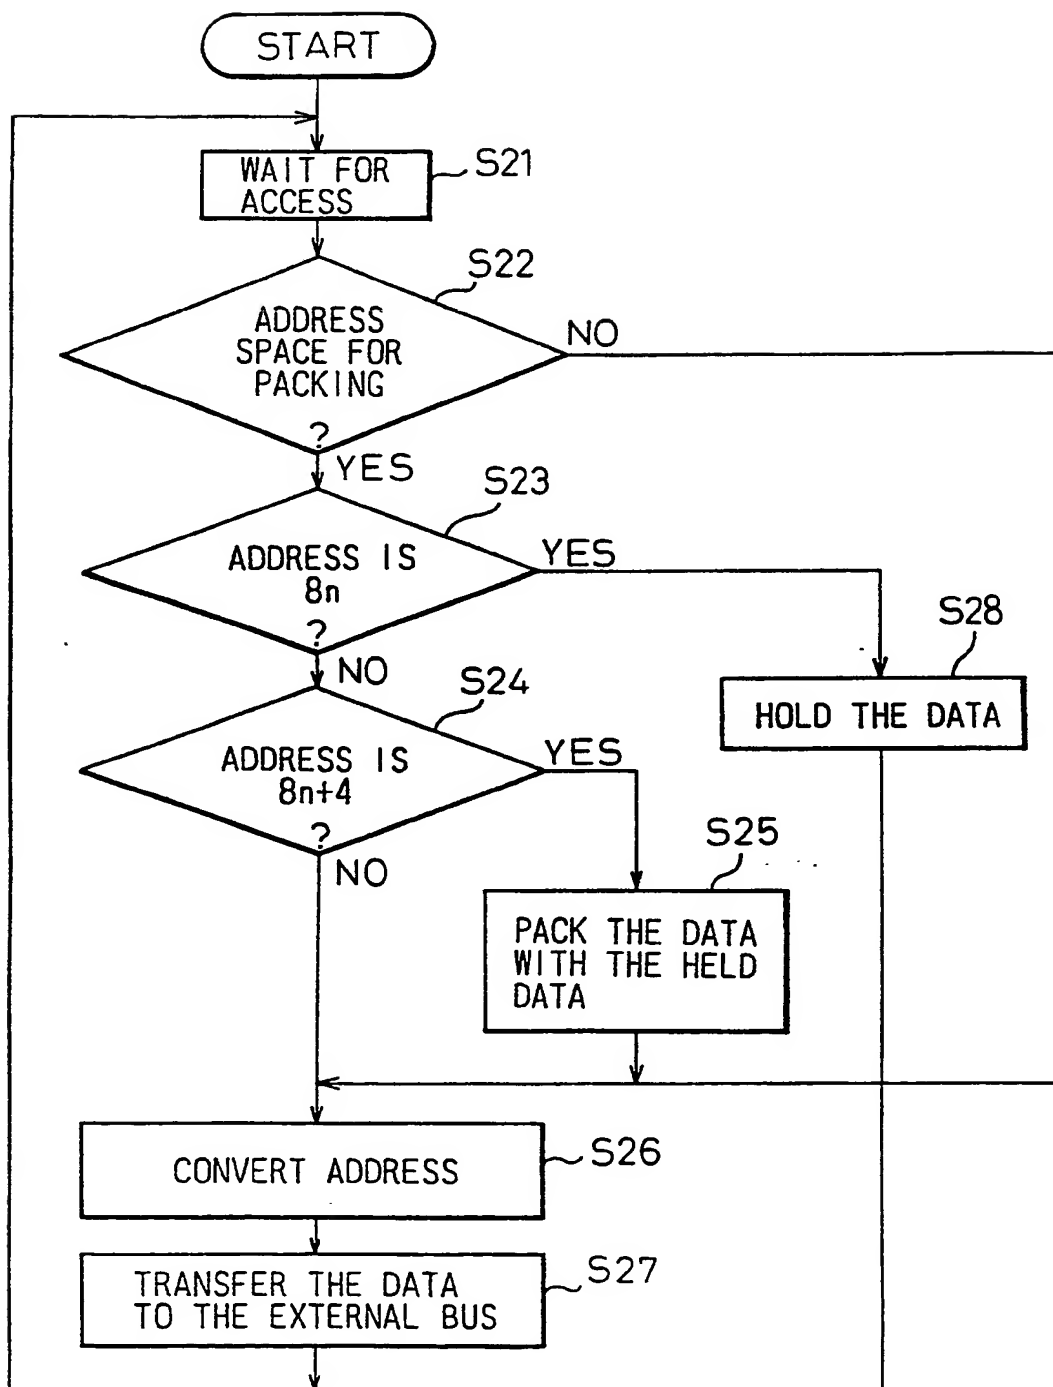 START
WAIT FOR
ACCESS
S21
S22
ADDRESS
SPACE FOR
PACKING
?
NO
YES
S23
ADDRESS IS
8n
?
YES
NO
S28
HOLD THE DATA
S24
ADDRESS IS
8n+4
?
YES
NO
S25
PACK THE DATA
WITH THE HELD
DATA
CONVERT ADDRESS
S26
TRANSFER THE DATA
TO THE EXTERNAL BUS
S27